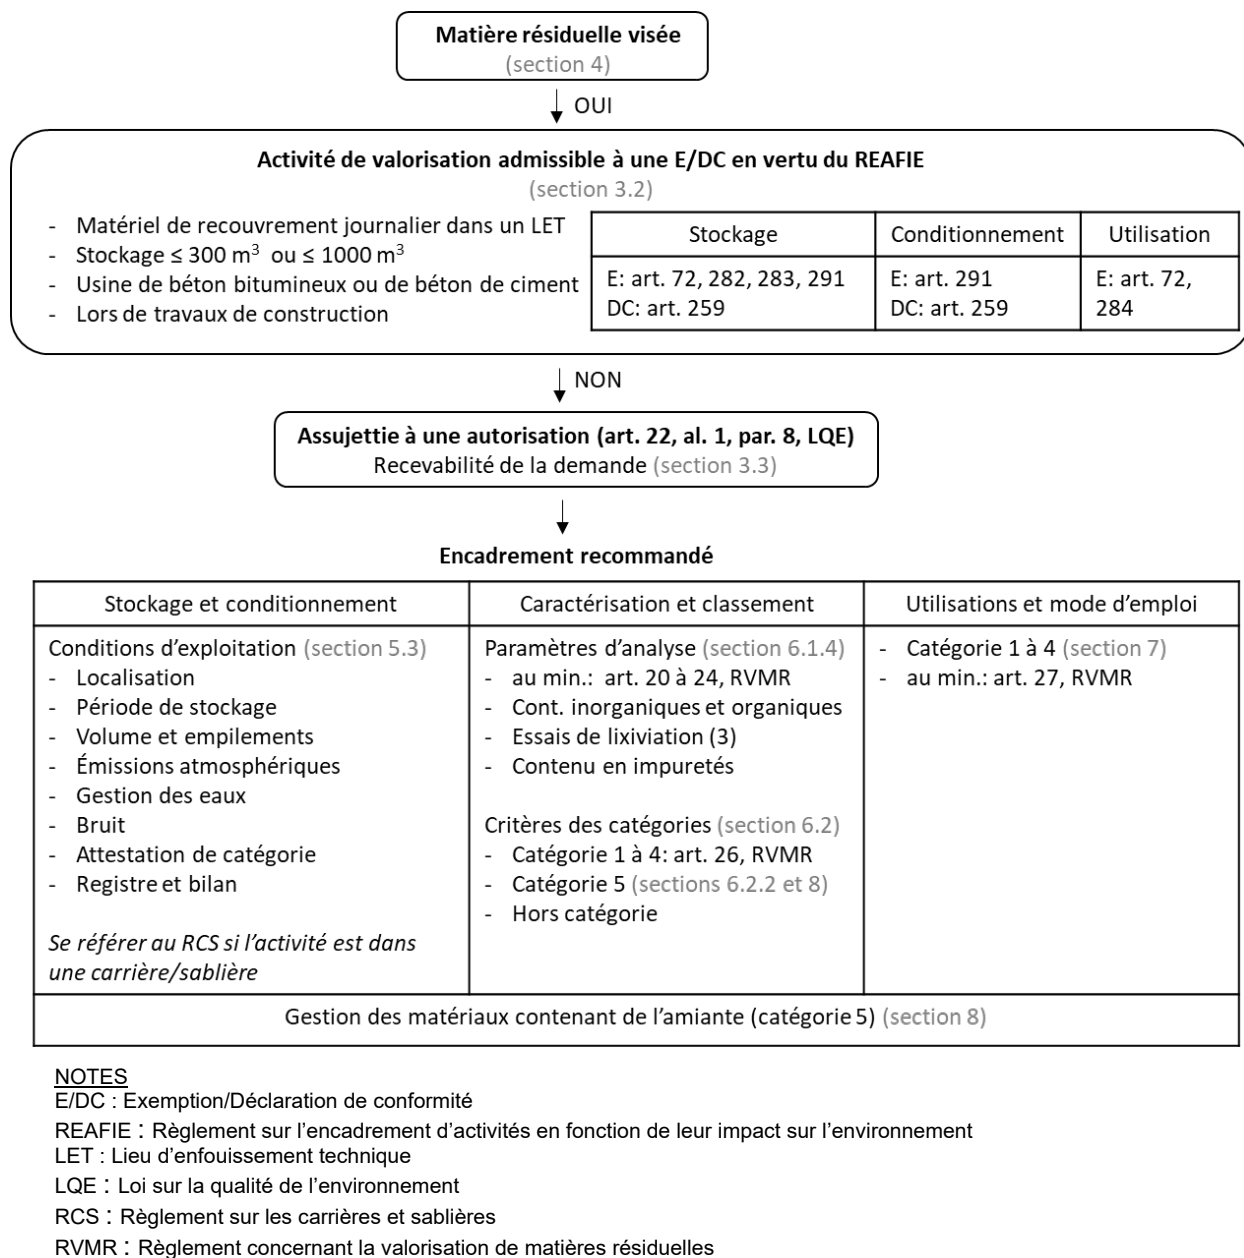 Matière résiduelle visée
(section 4)
OUI
Activité de valorisation admissible à une E/DC en vertu du REAFIE
(section 3.2)
- Matériel de recouvrement journalier dans un LET
- Stockage ≤ 300 m³ ou ≤ 1000 m³
- Usine de béton bitumineux ou de béton de ciment
- Lors de travaux de construction
Stockage
Conditionnement
Utilisation
E: art. 72, 282, 283, 291
DC: art. 259
E: art. 291
DC: art. 259
E: art. 72,
284
NON
Assujettie à une autorisation (art. 22, al. 1, par. 8, LQE)
Recevabilité de la demande (section 3.3)
Encadrement recommandé
Stockage et conditionnement
Caractérisation et classement
Utilisations et mode d'emploi
Conditions d'exploitation (section 5.3)
- Localisation
- Période de stockage
- Volume et empilements
- Émissions atmosphériques
- Gestion des eaux
- Bruit
- Attestation de catégorie
- Registre et bilan
Se référer au RCS si l'activité est dans
une carrière/sablière
Paramètres d'analyse (section 6.1.4)
- au min.: art. 20 à 24, RVMR
- Cont. inorganiques et organiques
- Essais de lixiviation (3)
- Contenu en impuretés
Critères des catégories (section 6.2)
- Catégorie 1 à 4: art. 26, RVMR
- Catégorie 5 (sections 6.2.2 et 8)
- Hors catégorie
- Catégorie 1 à 4 (section 7)
- au min.: art. 27, RVMR
Gestion des matériaux contenant de l'amiante (catégorie 5) (section 8)
NOTES
E/DC : Exemption/Déclaration de conformité
REAFIE : Règlement sur l'encadrement d'activités en fonction de leur impact sur l'environnement
LET : Lieu d'enfouissement technique
LQE : Loi sur la qualité de l'environnement
RCS : Règlement sur les carrières et sablières
RVMR : Règlement concernant la valorisation de matières résiduelles